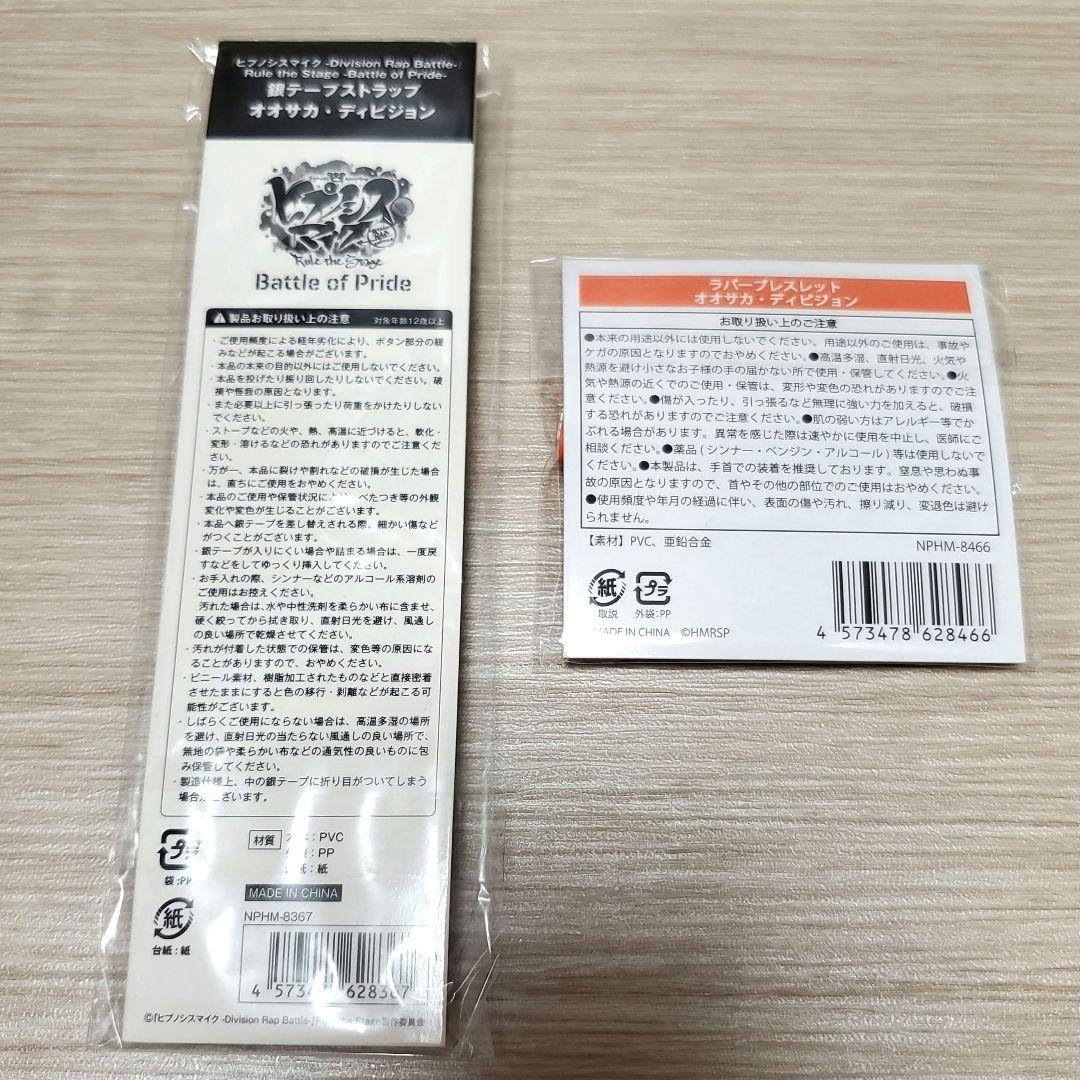 『ヒプノシスマイク-Division Rap Battle-』
Rule the Stage -Battle of Pride-
銀テープストラップ
オオサカ・ディビジョン
ヒプノシス
マイク
Rule the Stage
Battle of Pride
製品お取り扱い上の注意 対象年齢12歳以上
・ご使用頻度による経年劣化により、ボタン部分の緩
みなどが起こる場合がございます。
・本品の本来の目的以外にはご使用しないでください。
・本品を投げたり振り回したりしないでください。破
損や怪我の原因となります。
・また必要以上に引っ張ったり荷重をかけたりしない
でください。
・ストーブなどの火や、熱、高温に近づけると、軟化・
変形・溶けるなどの恐れがありますのでご注意くださ
い。
・万が一、本品に裂けや割れなどの破損が生じた場合
は、直ちにご使用をおやめください。
・本品のご使用や保管状況により、べたつき等の外観
変化や変色が生じることがございます。
・本品へ銀テープを差し替えされる際、細かい傷など
がつくことがございます。
・銀テープが入りにくい場合や詰まる場合は、一度戻
すなどをしてゆっくり挿入してください。
・お手入れの際、シンナーなどのアルコール系溶剤の
ご使用はお控えください。
汚れた場合は、水や中性洗剤を柔らかい布に含ませ、
硬く絞ってから拭き取り、直射日光を避け、風通し
の良い場所で乾燥させてください。
・汚れが付着した状態での保管は、変色等の原因にな
ることがありますので、おやめください。
・ビニール素材、樹脂加工されたものなどと直接密着
させたままにすると色の移行・剥離などが起こる可
能性がございます。
・しばらくご使用にならない場合は、高温多湿の場所
を避け、直射日光の当たらない風通しの良い場所で、
無地の袋や柔らかい布などの通気性の良いものに包
み保管してください。
・製造仕様上、中の銀テープに折り目がついてしまう
場合がございます。
プラ
袋:PP
材質 : PVC
: PP
: 紙
MADE IN CHINA
紙
台紙:紙
NPHM-8367
4 573478 628367
©『ヒプノシスマイク-Division Rap Battle-』Rule the Stage製作委員会
ラバーブレスレット
オオサカ・ディビジョン
お取り扱い上のご注意
●本来の用途以外には使用しないでください。用途以外のご使用は、事故や
ケガの原因となりますのでおやめください。●高温多湿、直射日光、火気や
熱源を避け小さなお子様の手の届かない所で使用・保管してください。●火
気や熱源の近くでのご使用・保管は、変形や変色の恐れがありますのでご注
意ください。●傷が入ったり、引っ張るなど無理に強い力を加えると、破損
する恐れがありますのでご注意ください。●肌の弱い方はアレルギー等でか
ぶれる場合があります。異常を感じた際は速やかに使用を中止し、医師にご
相談ください。●薬品(シンナー・ベンジン・アルコール)等は使用しないで
ください。●本製品は、手首での装着を推奨しております。窒息や思わぬ事
故の原因となりますので、首やその他の部位でのご使用はおやめください。
●使用頻度や年月の経過に伴い、表面の傷や汚れ、擦り減り、変退色は避け
られません。
【素材】PVC、亜鉛合金 NPHM-8466
紙
取説
プラ
外袋:PP
MADE IN CHINA ©HMRSP
4 573478 628466